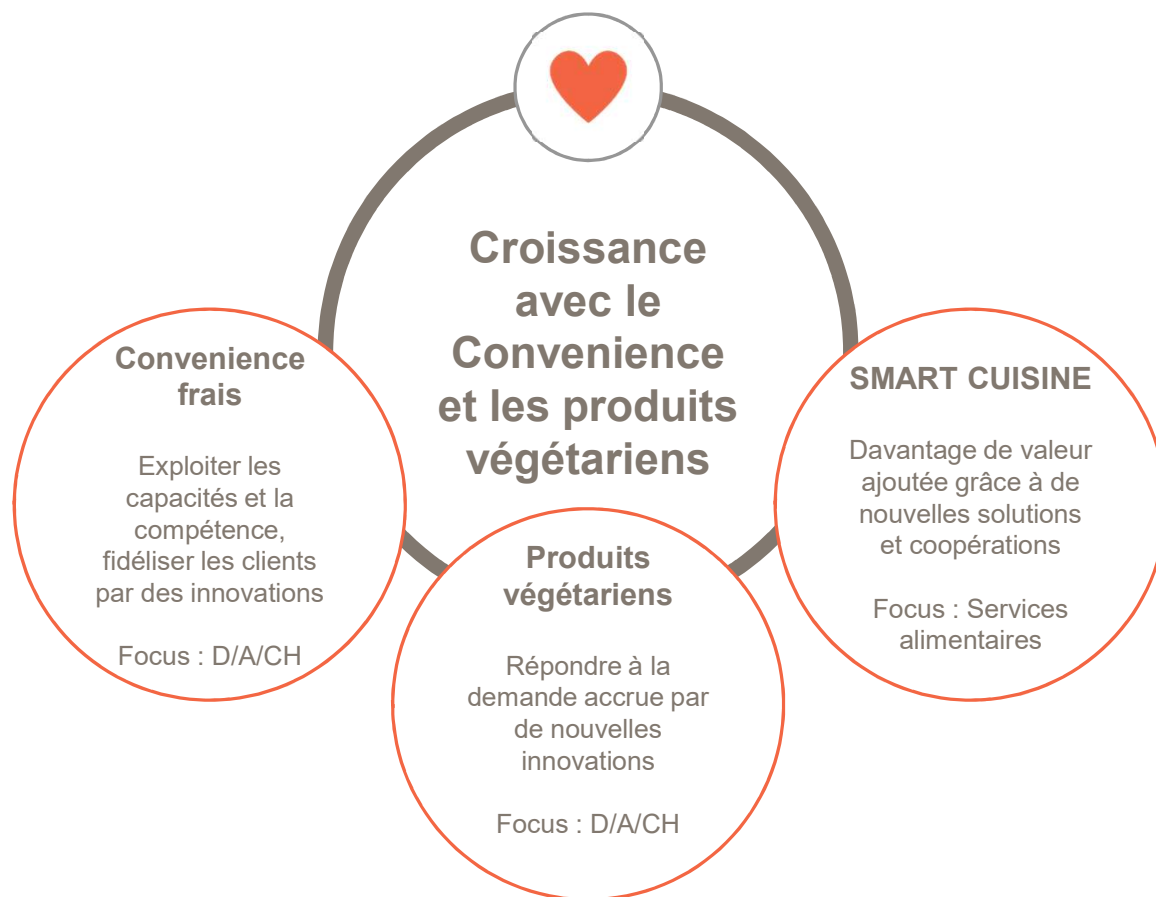 Croissance
avec le
Convenience
et les produits
végétariens
Convenience
frais
Exploiter les
capacités et la
compétence,
fidéliser les clients
par des innovations
Focus : D/A/CH
Produits
végétariens
Répondre à la
demande accrue par
de nouvelles
innovations
Focus : D/A/CH
SMART CUISINE
Davantage de valeur
ajoutée grâce à de
nouvelles solutions
et coopérations
Focus : Services
alimentaires